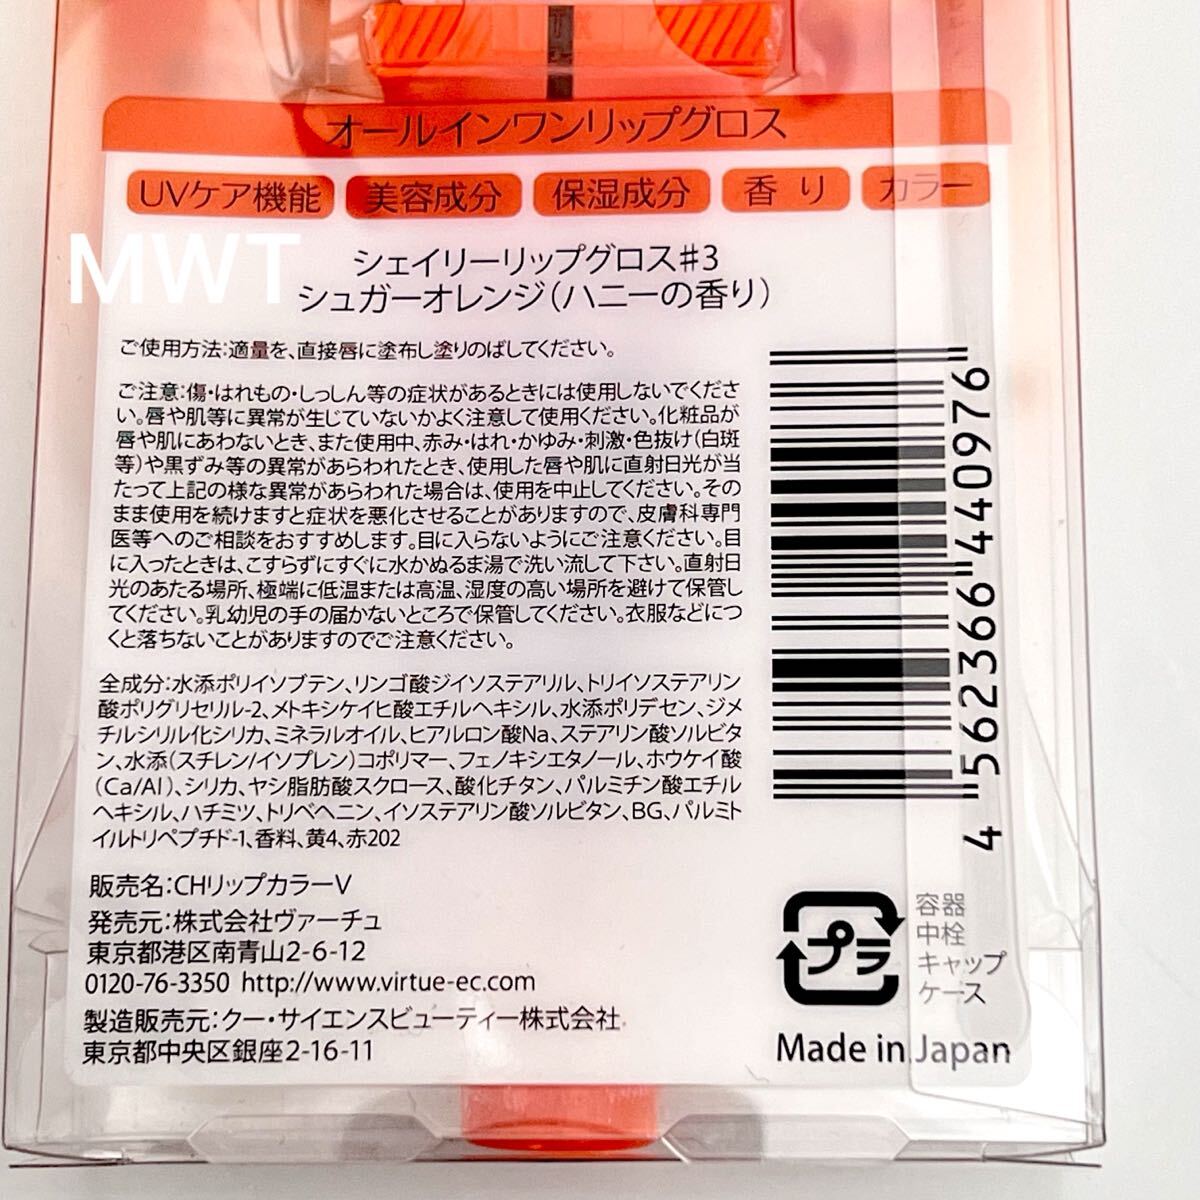 オールインワンリップグロス
UVケア機能 美容成分 保湿成分 香り カラー
MWT
シェイリーリップグロス#3
シュガーオレンジ(ハニーの香り)
ご使用方法:適量を、直接唇に塗布し塗りのばしてください。
ご注意:傷・はれもの・しっしん等の症状があるときには使用しないでくださ
い。唇や肌等に異常が生じていないかよく注意して使用ください。化粧品が
唇や肌にあわないとき、また使用中、赤み・はれ・かゆみ・刺激・色抜け(白斑
等)や黒ずみ等の異常があらわれたとき、使用した唇や肌に直射日光が当
たって上記の様な異常があらわれた場合は、使用を中止してください。その
まま使用を続けますと症状を悪化させることがありますので、皮膚科専門
医等へのご相談をおすすめします。目に入らないようにご注意ください。目
に入ったときは、こすらずにすぐに水かぬるま湯で洗い流して下さい。直射日
光のあたる場所、極端に低温または高温、湿度の高い場所を避けて保管し
てください。乳幼児の手の届かないところで保管してください。衣服などにつ
くと落ちないことがありますのでご注意ください。
全成分:水添ポリイソブテン、リンゴ酸ジイソステアリル、トリイソステアリン
酸ポリグリセリル-2、メトキシケイヒ酸エチルヘキシル、水添ポリデセン、ジメ
チルシリル化シリカ、ミネラルオイル、ヒアルロン酸Na、ステアリン酸ソルビタ
ン、水添(スチレン/イソプレン)コポリマー、フェノキシエタノール、ホウケイ酸
(Ca/Al)、シリカ、ヤシ脂肪酸スクロース、酸化チタン、パルミチン酸エチル
ヘキシル、ハチミツ、トリベヘニン、イソステアリン酸ソルビタン、BG、パルミト
イルトリペプチド-1、香料、黄4、赤202
販売名:CHリップカラーV
発売元:株式会社ヴァーチュ
東京都港区南青山2-6-12
0120-76-3350 http://www.virtue-ec.com
製造販売元:クー・サイエンスビューティー株式会社
東京都中央区銀座2-16-11
4 562366 440976
プラ
容器
中栓
キャップ
ケース
Made in Japan